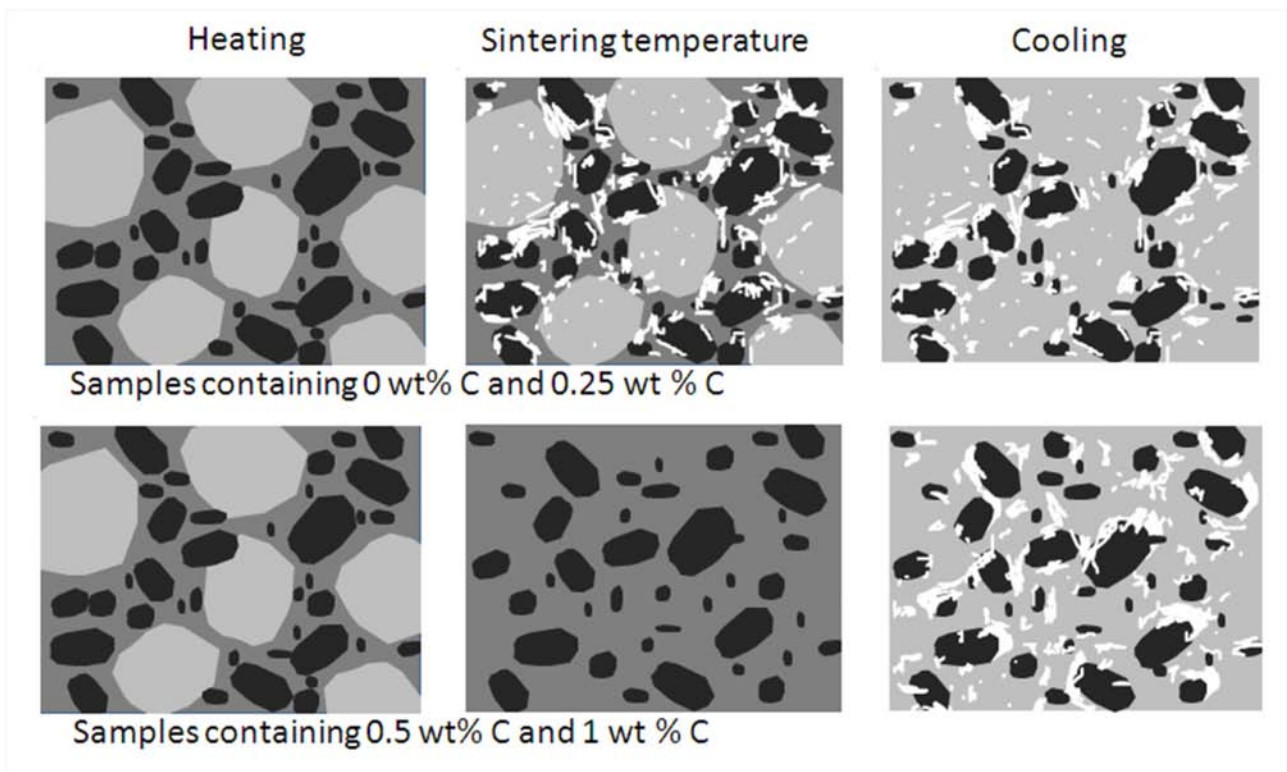 Heating Sintering temperature Cooling
Samples containing 0 wt% C and 0.25 wt % C
Samples containing 0.5 wt% C and 1 wt % C